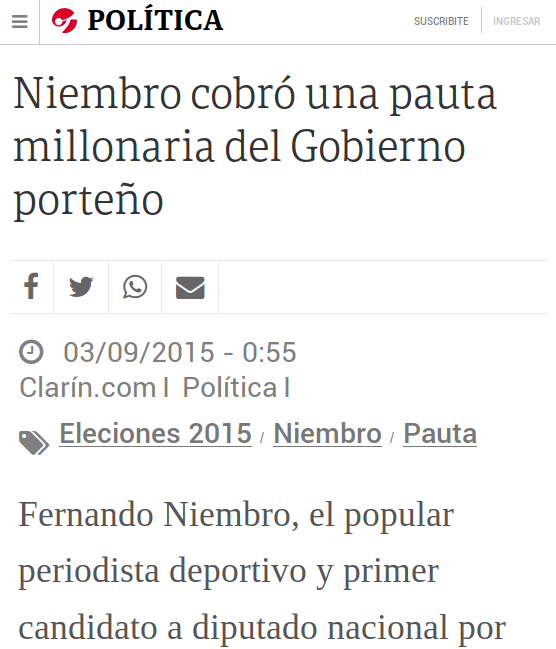 POLÍTICA
SUSCRIBITE
INGRESAR
Niembro cobró una pauta
millonaria del Gobierno
porteño
03/09/2015 - 0:55
Clarín.com I Política I
Eleciones 2015 / Niembro / Pauta
Fernando Niembro, el popular
periodista deportivo y primer
candidato a diputado nacional por